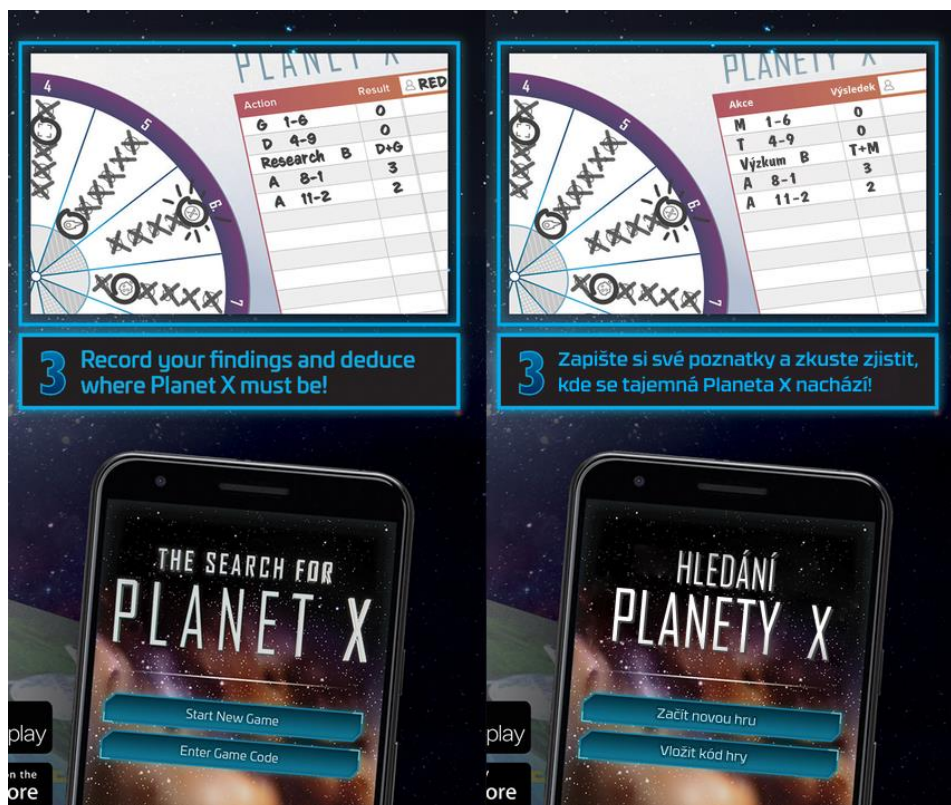 PLANET X
Action Result RED
G 1-6 0
D 4-9 0
Research B D+G
A 8-1 3
A 11-2 2
4
5
6
7
3 Record your findings and deduce
where Planet X must be!
THE SEARCH FOR
PLANET X
Start New Game
Enter Game Code
play
on the
ore
PLANETY X
Akce Výsledek
M 1-6 0
T 4-9 0
Výzkum B T+M
A 8-1 3
A 11-2 2
4
5
6
7
3 Zapište si své poznatky a zkuste zjistit,
kde se tajemná Planeta X nachází!
HLEDÁNÍ
PLANETY X
Začít novou hru
Vložit kód hry
play
ore